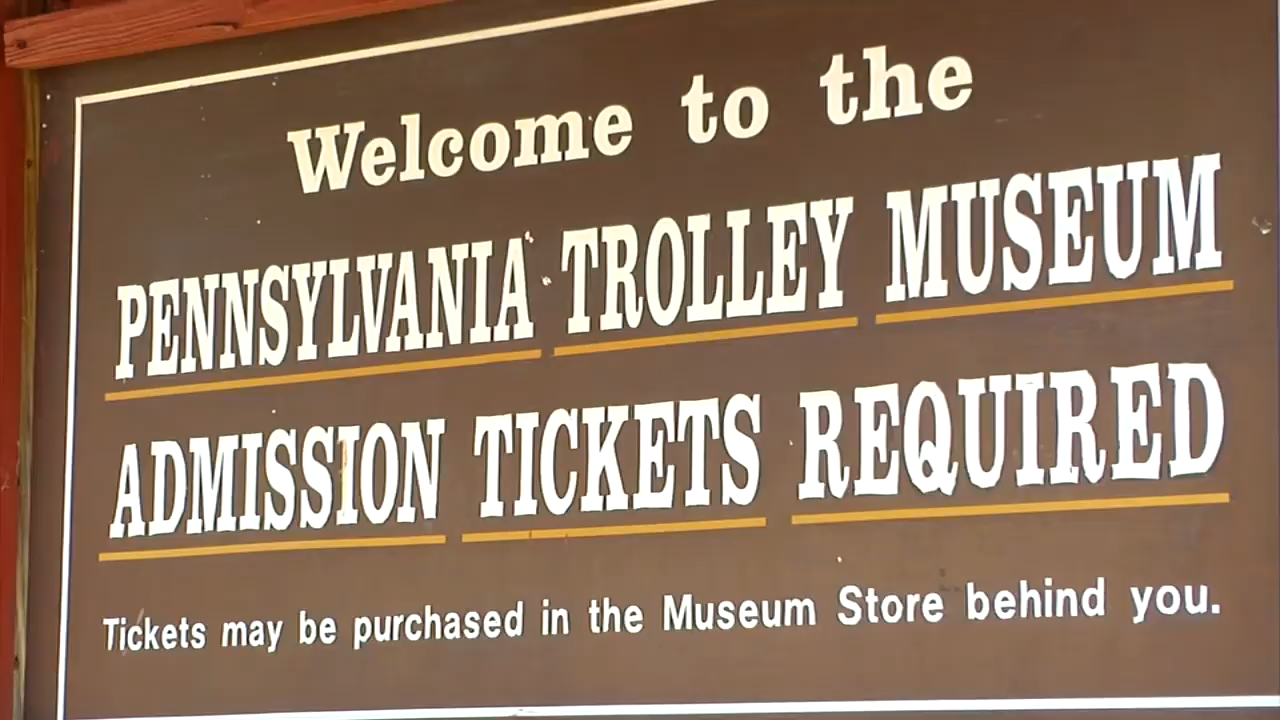 Welcome to the
PENNSYLVANIA TROLLEY MUSEUM
ADMISSION TICKETS REQUIRED
Tickets may be purchased in the Museum Store behind you.